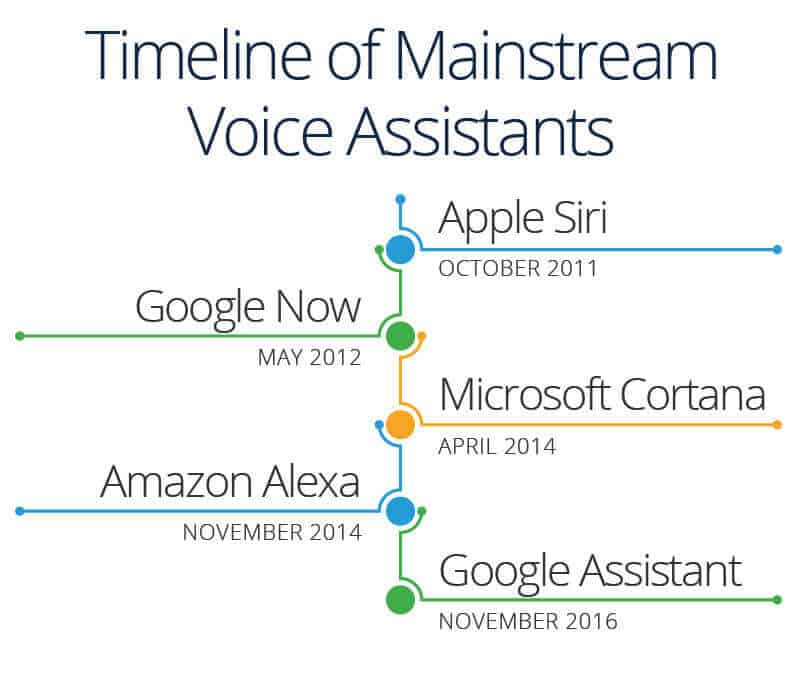 Timeline of Mainstream
Voice Assistants
Apple Siri
OCTOBER 2011
Google Now
MAY 2012
Microsoft Cortana
APRIL 2014
Amazon Alexa
NOVEMBER 2014
Google Assistant
NOVEMBER 2016